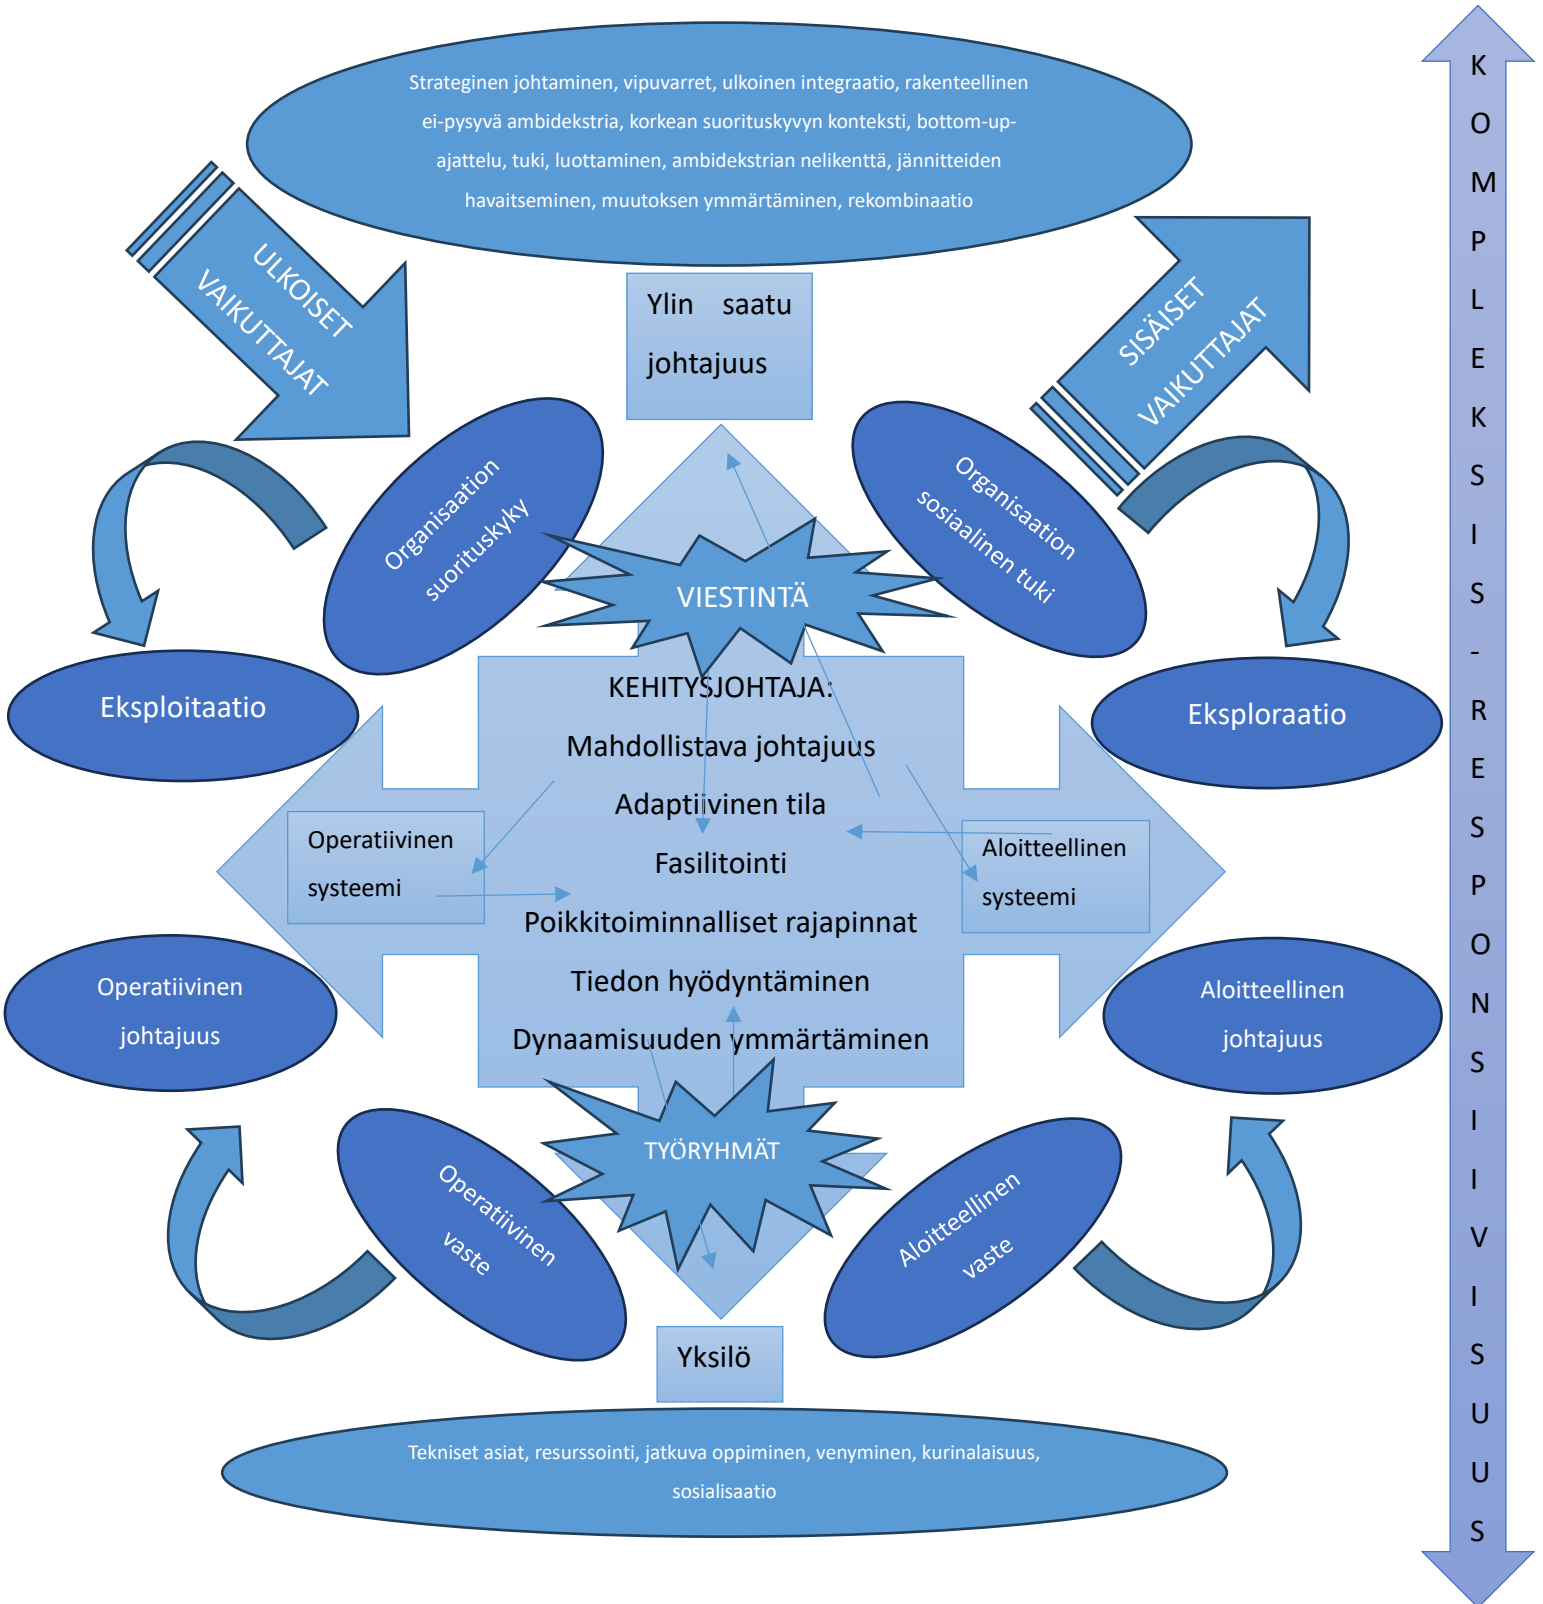 Strateginen johtaminen, vipuvarret, ulkoinen integraatio, rakenteellinen
ei-pysyvä ambidekstria, korkean suorituskyvyn konteksti, bottom-up-
ajattelu, tuki, luottaminen, ambidekstrian nelikenttä, jännitteiden
havaitseminen, muutoksen ymmärtäminen, rekombinaatio
ULKOISET
VAIKUTTAJAT
Ylin saatu
johtajuus
SISÄISET
VAIKUTTAJAT
Organisaation
suorituskyky
Organisaation
sosiaalinen tuki
VIESTINTÄ
Eksploitaatio
Eksploraatio
KEHITYSJOHTAJA:
Mahdollistava johtajuus
Adaptiivinen tila
Fasilitointi
Poikkitoiminnalliset rajapinnat
Tiedon hyödyntäminen
Dynaamisuuden ymmärtäminen
Operatiivinen
systeemi
Aloitteellinen
systeemi
Operatiivinen
johtajuus
Aloitteellinen
johtajuus
TYÖRYHMÄT
Operatiivinen
vaste
Aloitteellinen
vaste
Yksilö
Tekniset asiat, resurssointi, jatkuva oppiminen, venyminen, kurinalaisuus,
sosialisaatio
KOMPLEKSISUUS-RESPONSIIVISUUS